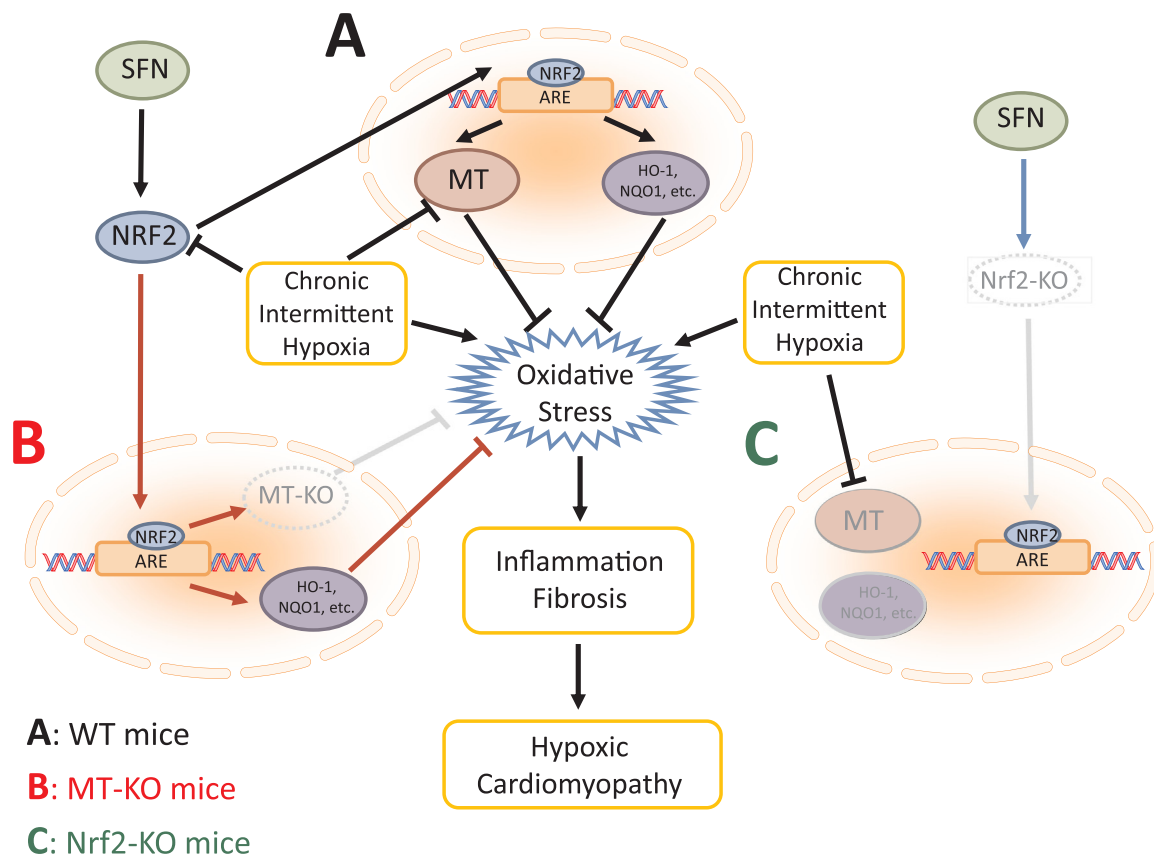 A
SFN
NRF2
ARE
MT
HO-1,
NQO1, etc.
SFN
NRF2
Chronic
Intermittent
Hypoxia
Chronic
Intermittent
Hypoxia
Nrf2-KO
Oxidative
Stress
B
MT-KO
NRF2
ARE
HO-1,
NQO1, etc.
C
MT
HO-1,
NQO1, etc.
NRF2
ARE
Inflammation
Fibrosis
Hypoxic
Cardiomyopathy
A: WT mice
B: MT-KO mice
C: Nrf2-KO mice